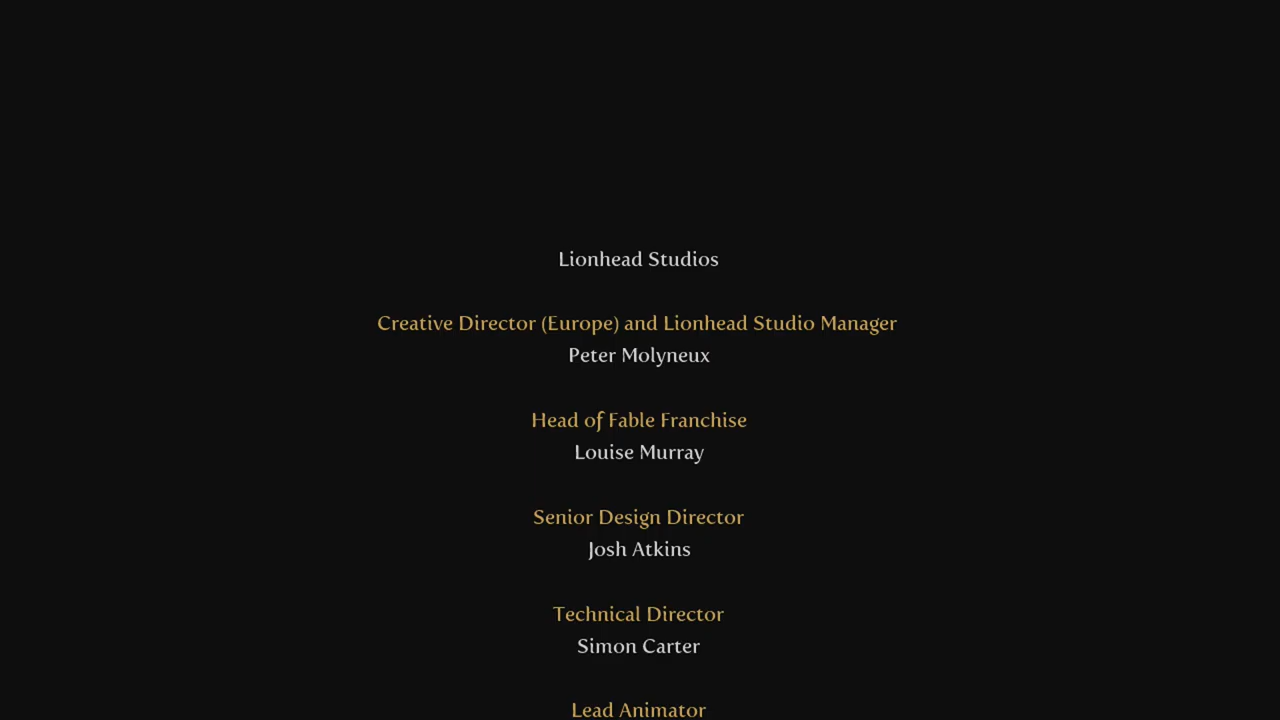 Lionhead Studios
Creative Director (Europe) and Lionhead Studio Manager
Peter Molyneux
Head of Fable Franchise
Louise Murray
Senior Design Director
Josh Atkins
Technical Director
Simon Carter
Lead Animator